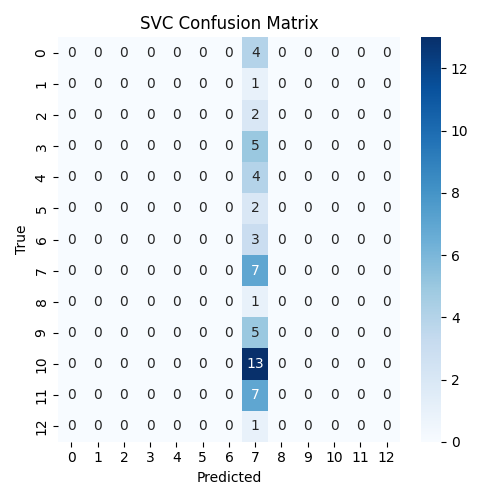 SVC Confusion Matrix
0 0 0 0 0 0 0 0 4 0 0 0 0 0
1 0 0 0 0 0 0 0 1 0 0 0 0 0
2 0 0 0 0 0 0 0 2 0 0 0 0 0
3 0 0 0 0 0 0 0 5 0 0 0 0 0
4 0 0 0 0 0 0 0 4 0 0 0 0 0
5 0 0 0 0 0 0 0 2 0 0 0 0 0
6 0 0 0 0 0 0 0 3 0 0 0 0 0
7 0 0 0 0 0 0 0 7 0 0 0 0 0
8 0 0 0 0 0 0 0 1 0 0 0 0 0
9 0 0 0 0 0 0 0 5 0 0 0 0 0
10 0 0 0 0 0 0 0 13 0 0 0 0 0
11 0 0 0 0 0 0 0 7 0 0 0 0 0
12 0 0 0 0 0 0 0 1 0 0 0 0 0
True
0 1 2 3 4 5 6 7 8 9 10 11 12
Predicted
12
10
8
6
4
2
0